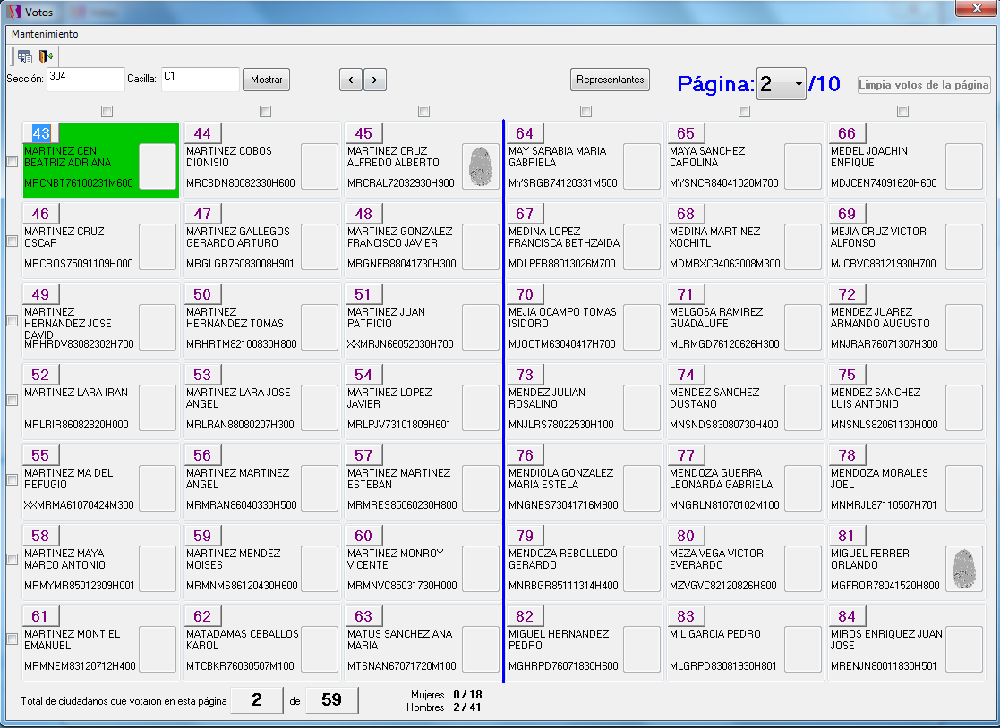 Votos
Mantenimiento
Sección: 304 Casilla: C1 Mostrar < > Representantes Página: 2 /10 Limpia votos de la página
43 44 45 64 65 66
MARTINEZ CEN BEATRIZ ADRIANA
MRCNBT76100231M600
MARTINEZ COBOS DIONISIO
MRCBDN80082330H600
MARTINEZ CRUZ ALFREDO ALBERTO
MRCRAL72032930H900
MAY SARABIA MARIA GABRIELA
MYSRGB74120331M500
MAYA SANCHEZ CAROLINA
MYSNCR84041020M700
MEDEL JOACHIN ENRIQUE
MDJCEN74091620H600
46 47 48 67 68 69
MARTINEZ CRUZ OSCAR
MRCROS75091109H000
MARTINEZ GALLEGOS GERARDO ARTURO
MRGLGR76083008H901
MARTINEZ GONZALEZ FRANCISCO JAVIER
MRGNFR88041730H300
MEDINA LOPEZ FRANCISCA BETHZAIDA
MDLPFR88013026M700
MEDINA MARTINEZ XOCHITL
MDMRXC94063008M300
MEJIA CRUZ VICTOR ALFONSO
MJCRVC88121930H700
49 50 51 70 71 72
MARTINEZ HERNANDEZ JOSE DAVID
MRHRDV83082302H700
MARTINEZ HERNANDEZ TOMAS
MRHRTM82100830H800
MARTINEZ JUAN PATRICIO
XXMRJN66052030H700
MEJIA OCAMPO TOMAS ISIDORO
MJOCTM63040417H700
MELGOSA RAMIREZ GUADALUPE
MLRMGD76120626H300
MENDEZ JUAREZ ARMANDO AUGUSTO
MNJRAR76071307H300
52 53 54 73 74 75
MARTINEZ LARA IRAN
MRLRIR86082820H000
MARTINEZ LARA JOSE ANGEL
MRLRAN88080207H300
MARTINEZ LOPEZ JAVIER
MRLPJV73101809H601
MENDEZ JULIAN ROSALINO
MNJLRS78022530H100
MENDEZ SANCHEZ DUSTANO
MNSNDS83080730H400
MENDEZ SANCHEZ LUIS ANTONIO
MNSNLS82061130H000
55 56 57 76 77 78
MARTINEZ MA DEL REFUGIO
XXMRMA61070424M300
MARTINEZ MARTINEZ ANGEL
MRMRAN86040330H500
MARTINEZ MARTINEZ ESTEBAN
MRMRES85060230H800
MENDIOLA GONZALEZ MARIA ESTELA
MNGNES73041716M900
MENDOZA GUERRA LEONARDA GABRIELA
MNGRLN81070102M100
MENDOZA MORALES JOEL
MNMRJL87110507H701
58 59 60 79 80 81
MARTINEZ MAYA MARCO ANTONIO
MRMYMR85012309H001
MARTINEZ MENDEZ MOISES
MRMNMS86120430H600
MARTINEZ MONROY VICENTE
MRMNVC85031730H000
MENDOZA REBOLLEDO GERARDO
MNRBGR85111314H400
MEZA VEGA VICTOR EVERARDO
MZVGVC82120826H800
MIGUEL FERRER ORLANDO
MGFROR78041520H800
61 62 63 82 83 84
MARTINEZ MONTIEL EMANUEL
MRMNEM83120712H400
MATADAMAS CEBALLOS KAROL
MTCBKR76030507M100
MATUS SANCHEZ ANA MARIA
MTSNAN67071720M100
MIGUEL HERNANDEZ PEDRO
MGHRPD76071830H600
MIL GARCIA PEDRO
MLGRPD83081930H801
MIROS ENRIQUEZ JUAN JOSE
MRENJN80011830H501
Total de ciudadanos que votaron en esta página 2 de 59
Mujeres 0 / 18
Hombres 2 / 41